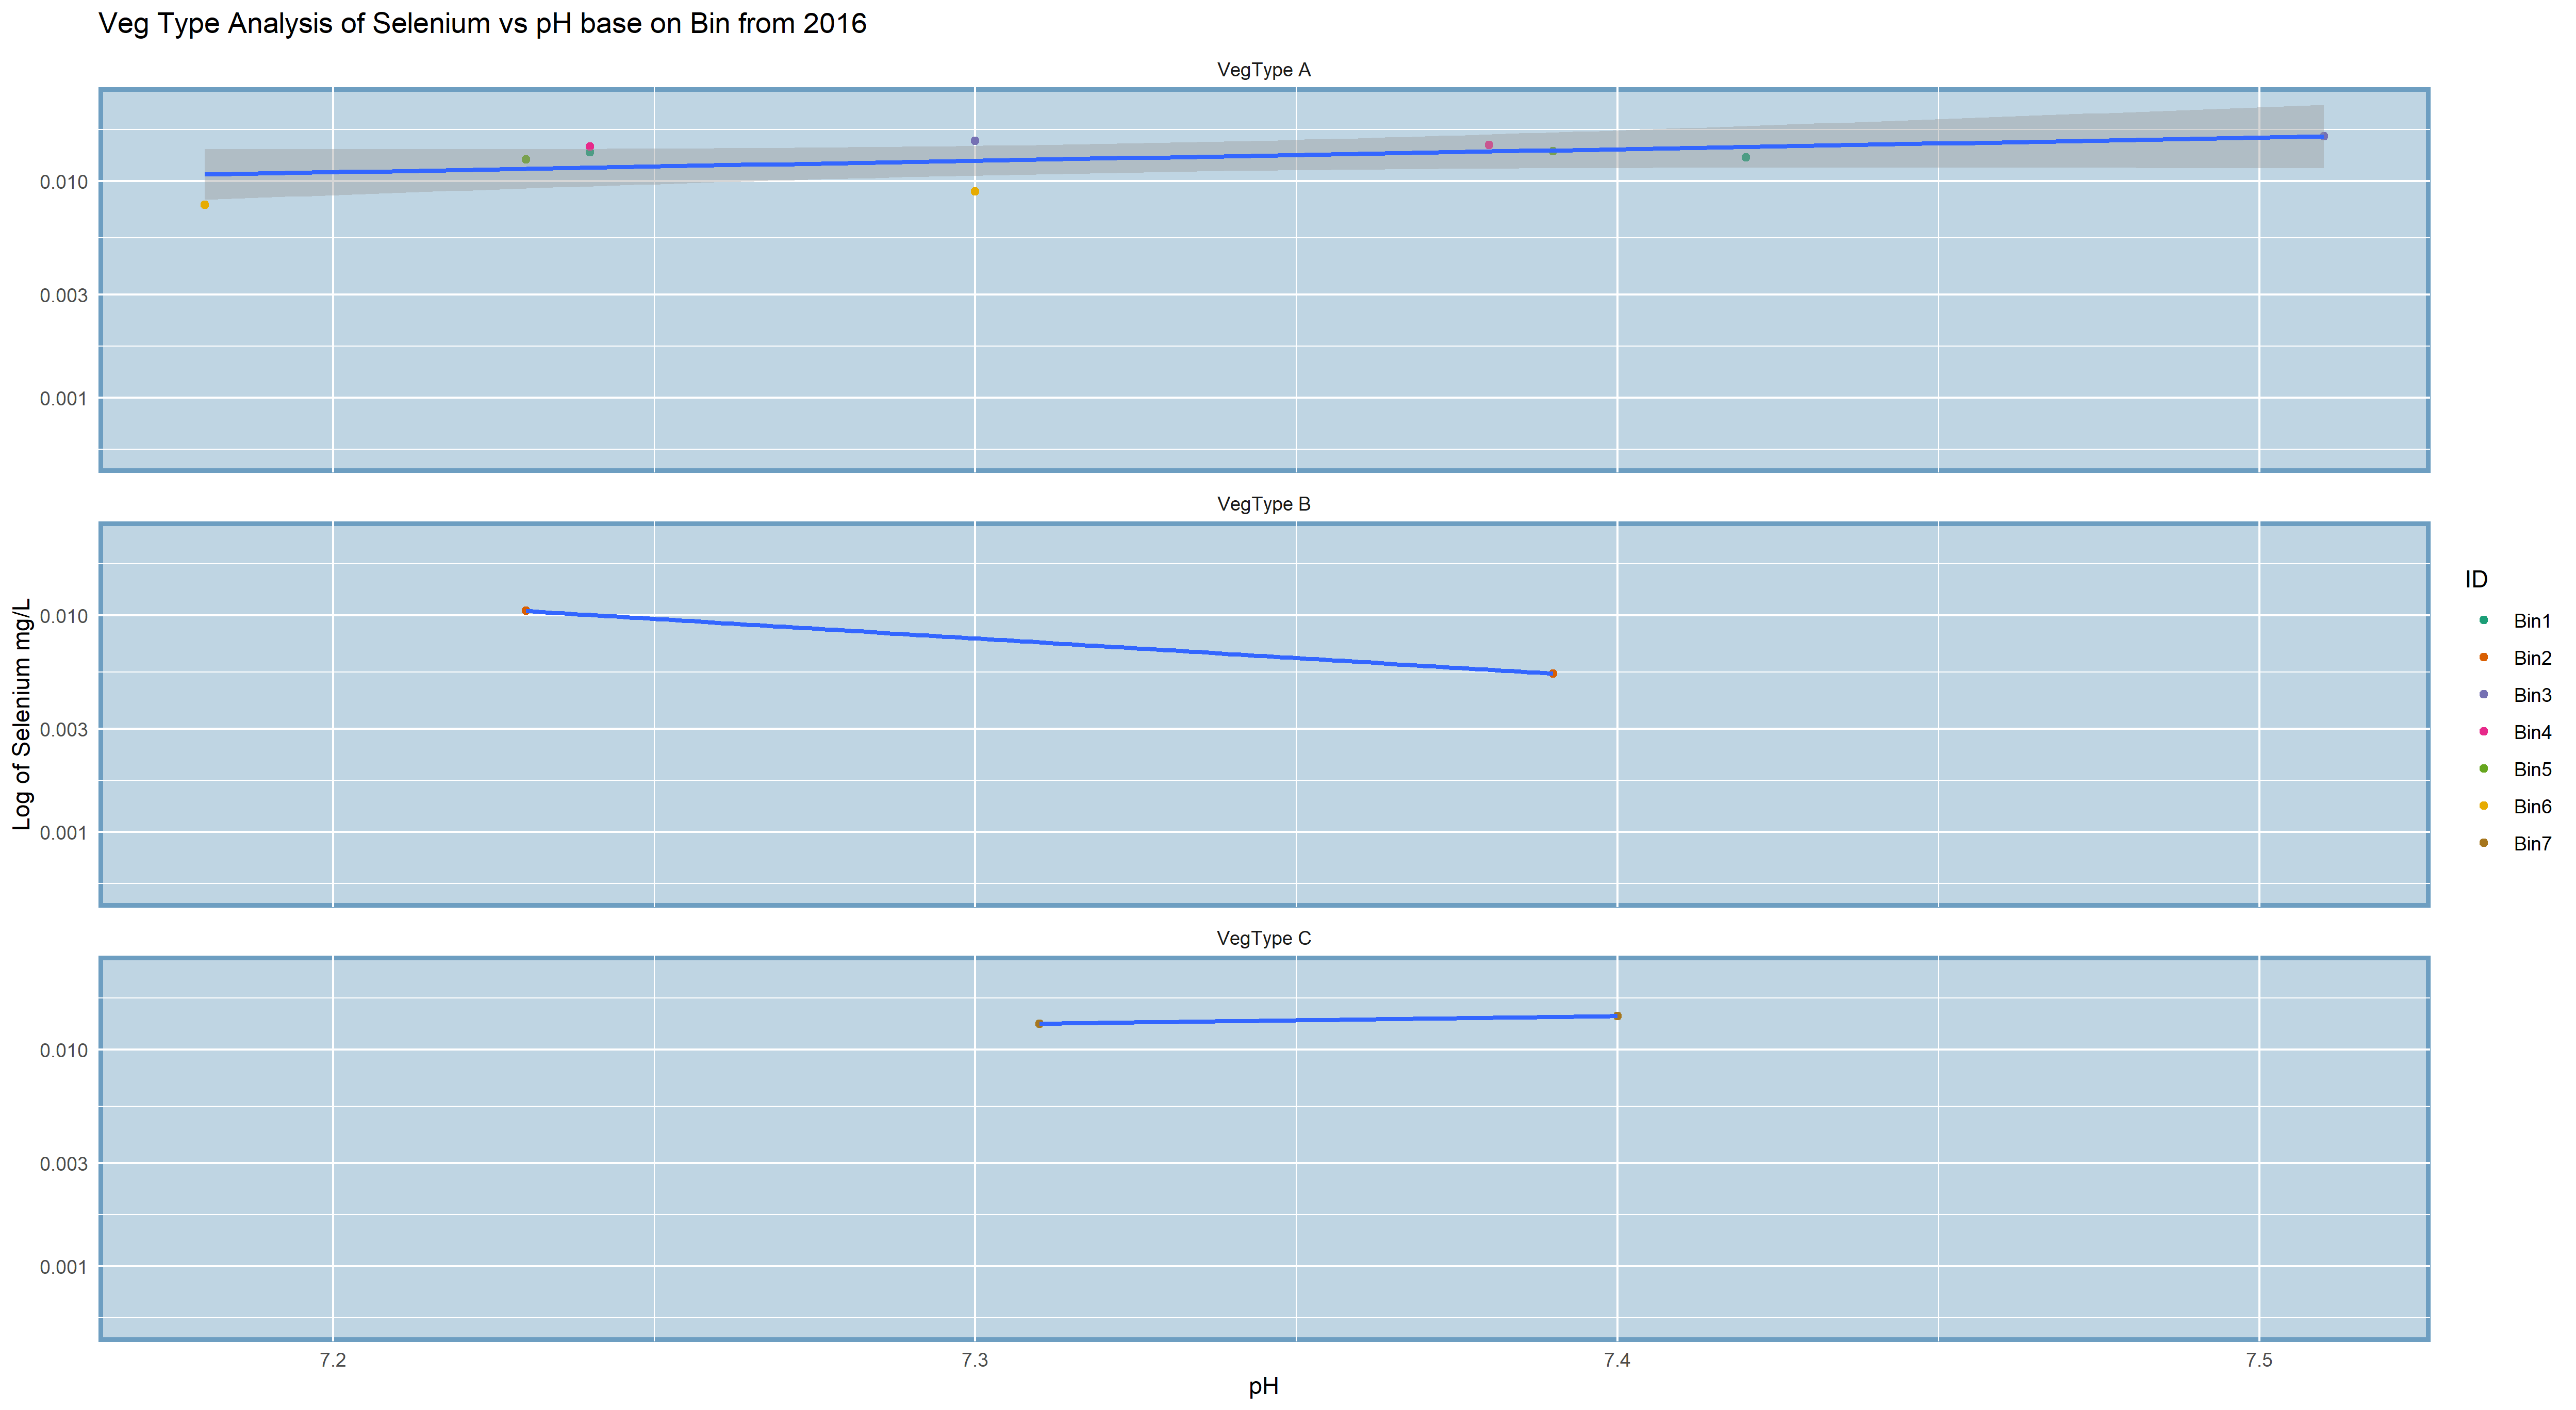 Veg Type Analysis of Selenium vs pH base on Bin from 2016
VegType A
0.010
0.003
0.001
VegType B
0.010
0.003
0.001
VegType C
0.010
0.003
0.001
7.2 7.3 7.4 7.5
pH
Log of Selenium mg/L
ID
Bin1
Bin2
Bin3
Bin4
Bin5
Bin6
Bin7